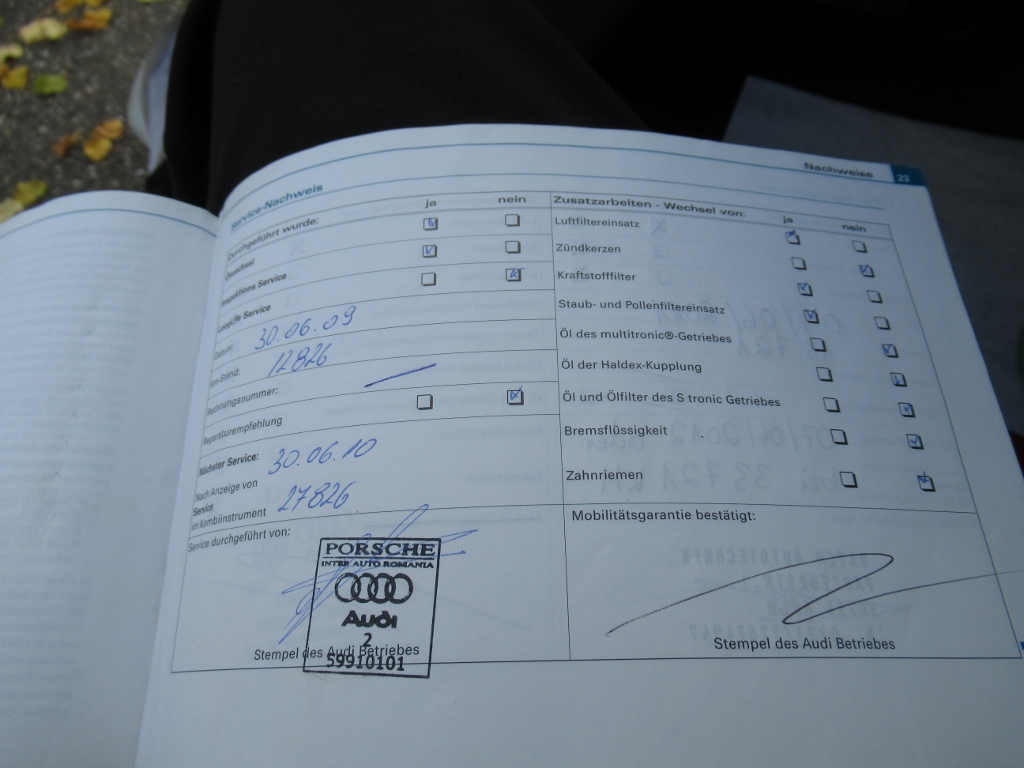 Nachweise 23
Service-Nachweis
Durchgeführt wurde: ja nein
Ölwechsel
Inspektions Service
LongLife Service
Datum: 30.06.09
km-Stand: 12826
Rechnungsnummer:
Reparaturempfehlung
Nächster Service: 30.06.10
Nach Anzeige von
Service
im Kombiinstrument 27826
Service durchgeführt von:
PORSCHE
INTER AUTO ROMANIA
Audi
2
59910101
Stempel des Audi Betriebes
Zusatzarbeiten - Wechsel von: ja nein
Luftfiltereinsatz
Zündkerzen
Kraftstofffilter
Staub- und Pollenfiltereinsatz
Öl des multitronic®-Getriebes
Öl der Haldex-Kupplung
Öl und Ölfilter des S tronic Getriebes
Bremsflüssigkeit
Zahnriemen
Mobilitätsgarantie bestätigt:
Stempel des Audi Betriebes